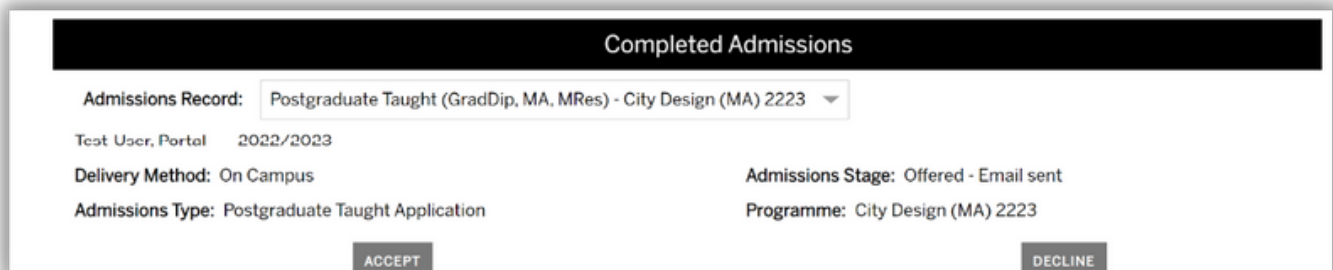 Completed Admissions
Admissions Record: Postgraduate Taught (GradDip, MA, MRes) - City Design (MA) 2223
Test User, Portal 2022/2023
Delivery Method: On Campus Admissions Stage: Offered - Email sent
Admissions Type: Postgraduate Taught Application Programme: City Design (MA) 2223
ACCEPT DECLINE